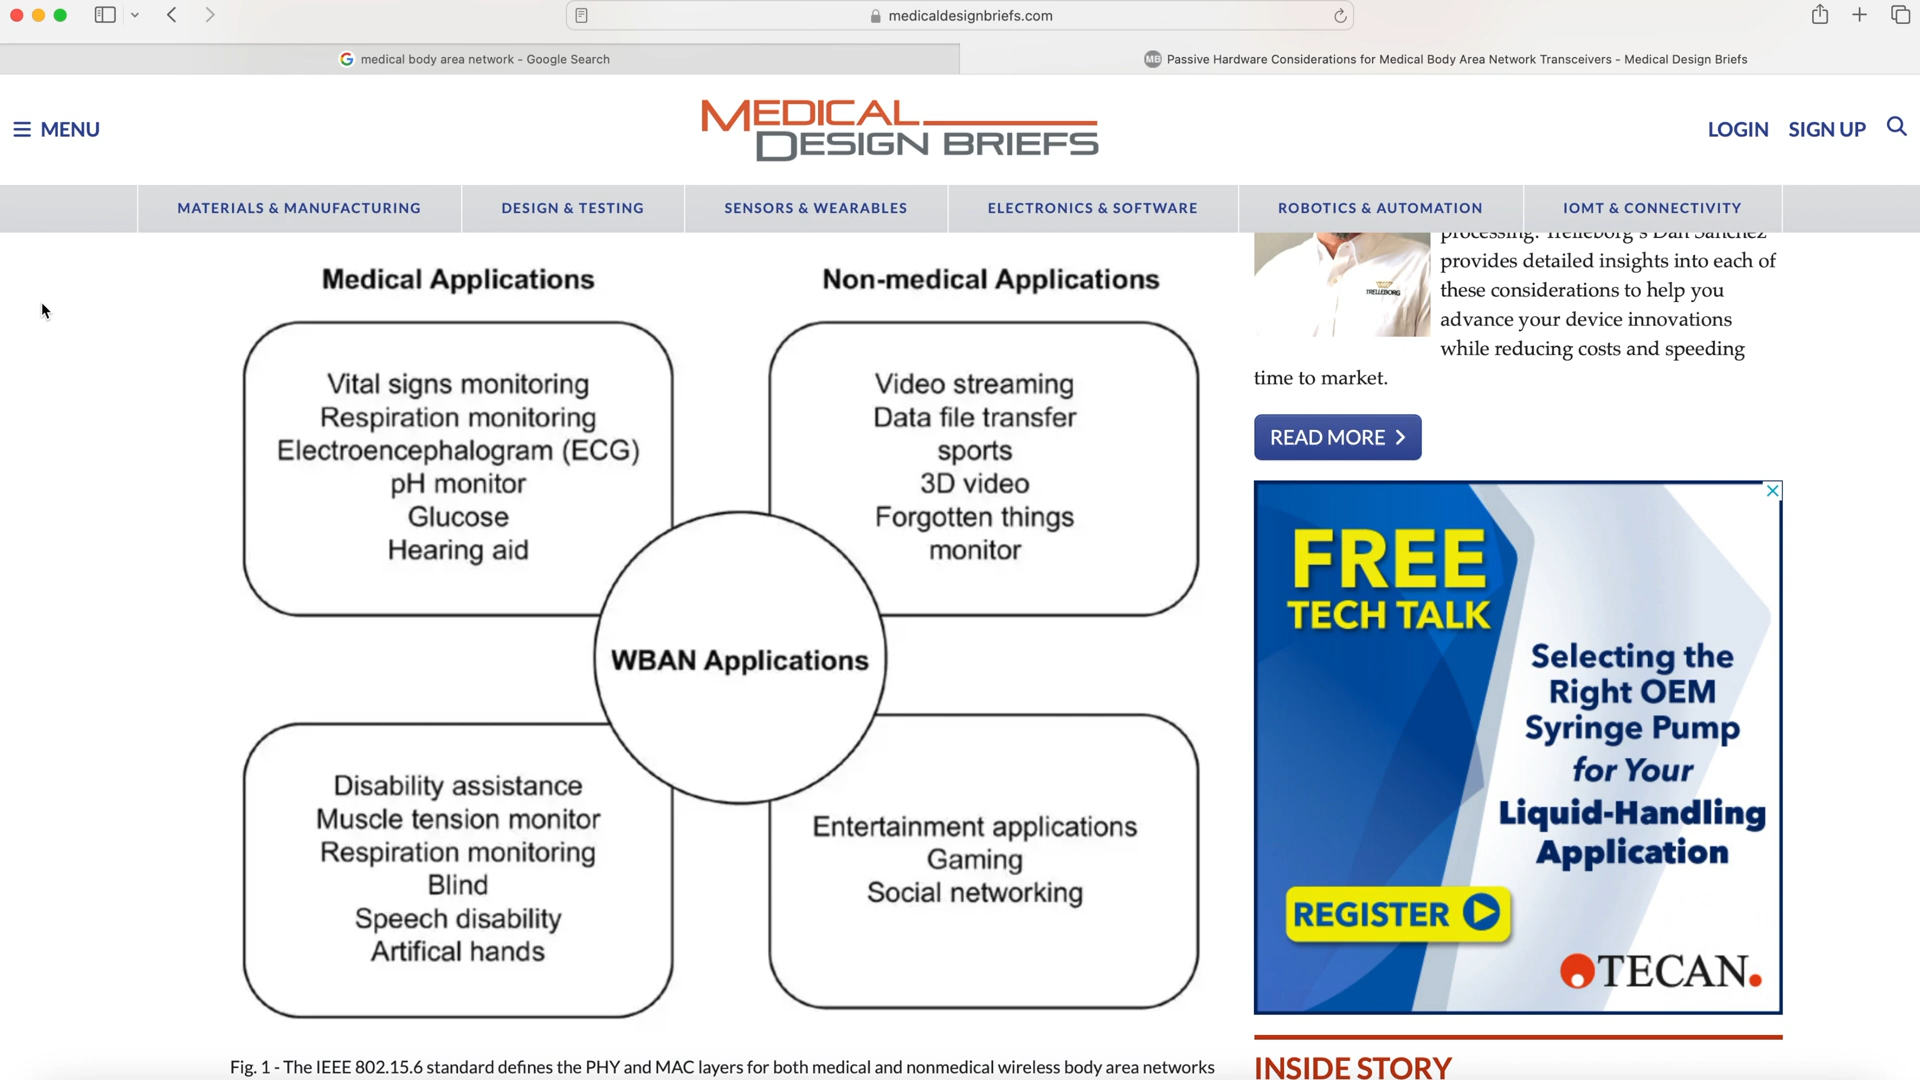 medicaldesignbriefs.com
medical body area network - Google Search
MB
Passive Hardware Considerations for Medical Body Area Network Transceivers - Medical Design Briefs
MENU
MEDICAL
DESIGN BRIEFS
LOGIN
SIGN UP
MATERIALS & MANUFACTURING
DESIGN & TESTING
SENSORS & WEARABLES
ELECTRONICS & SOFTWARE
ROBOTICS & AUTOMATION
IOMT & CONNECTIVITY
Medical Applications
Vital signs monitoring
Respiration monitoring
Electroencephalogram (ECG)
pH monitor
Glucose
Hearing aid
Non-medical Applications
Video streaming
Data file transfer
sports
3D video
Forgotten things
monitor
WBAN Applications
Disability assistance
Muscle tension monitor
Respiration monitoring
Blind
Speech disability
Artifical hands
Entertainment applications
Gaming
Social networking
Fig. 1 - The IEEE 802.15.6 standard defines the PHY and MAC layers for both medical and nonmedical wireless body area networks
TRELLEBORG
processing. Trelleborg's Dan Sanchez
provides detailed insights into each of
these considerations to help you
advance your device innovations
while reducing costs and speeding
time to market.
READ MORE
FREE
TECH TALK
Selecting the
Right OEM
Syringe Pump
for Your
Liquid-Handling
Application
REGISTER
TECAN.
INSIDE STORY